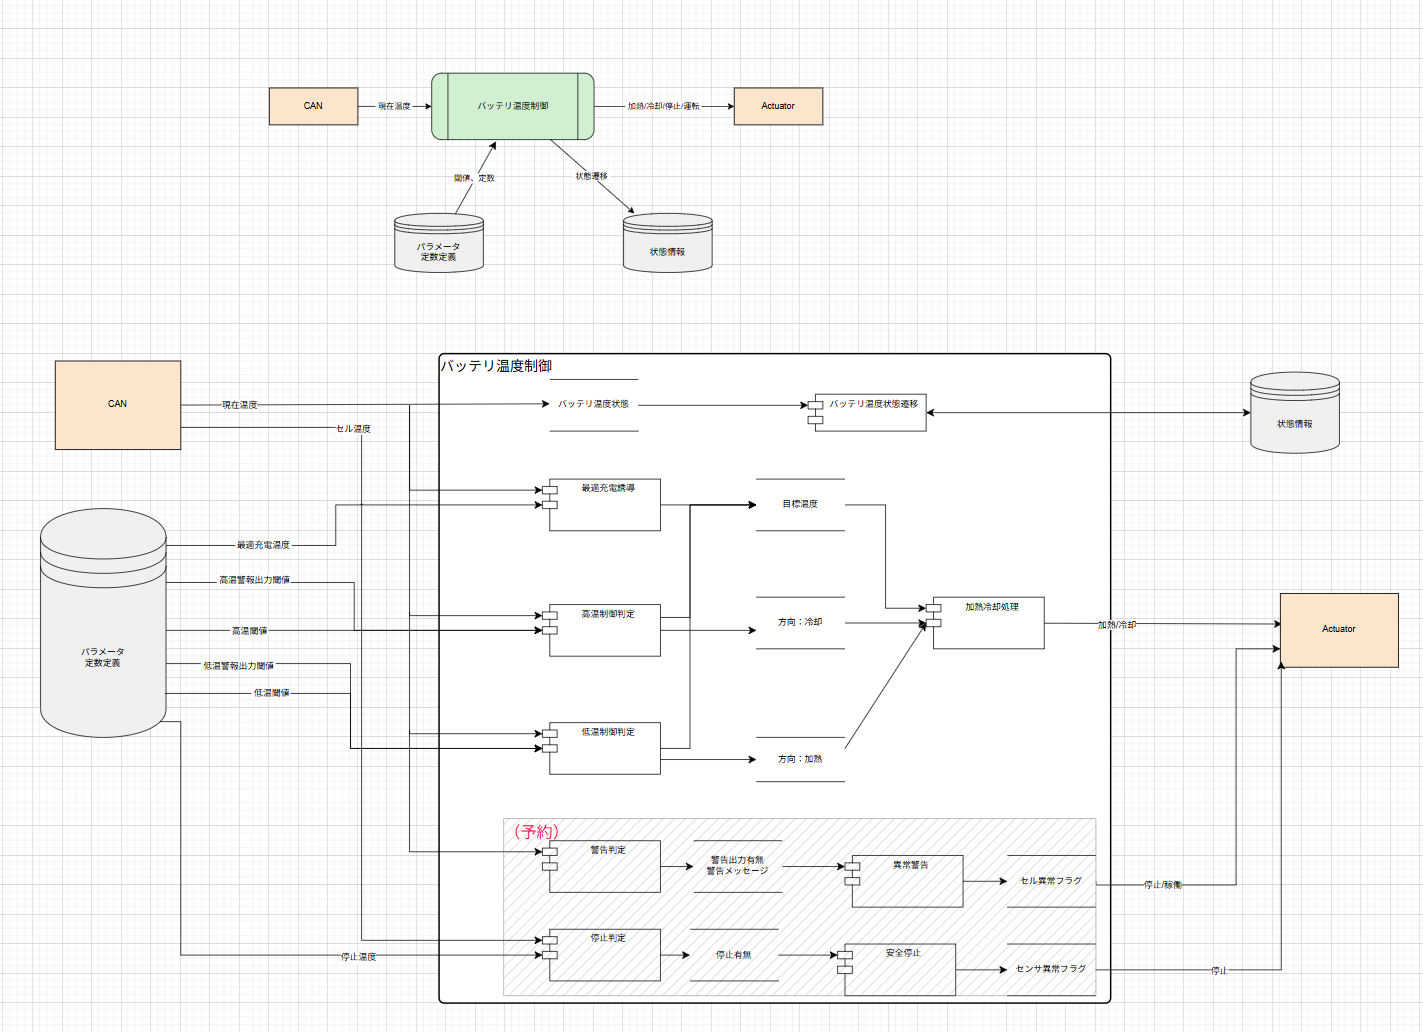 CAN
現在温度
バッテリ温度制御
加熱/冷却/停止/運転
Actuator
閾値、定数
状態遷移
パラメータ
定数定義
状態情報
バッテリ温度制御
CAN
現在温度
セル温度
バッテリ温度状態
バッテリ温度状態遷移
状態情報
最適充電誘導
目標温度
最適充電温度
高温警報出力閾値
高温閾値
低温警報出力閾値
低温閾値
パラメータ
定数定義
高温制御判定
方向：冷却
加熱冷却処理
加熱/冷却
Actuator
低温制御判定
方向：加熱
（予約）
警告判定
警告出力有無
警告メッセージ
異常警告
セル異常フラグ
停止/稼働
停止判定
停止温度
停止有無
安全停止
センサ異常フラグ
停止